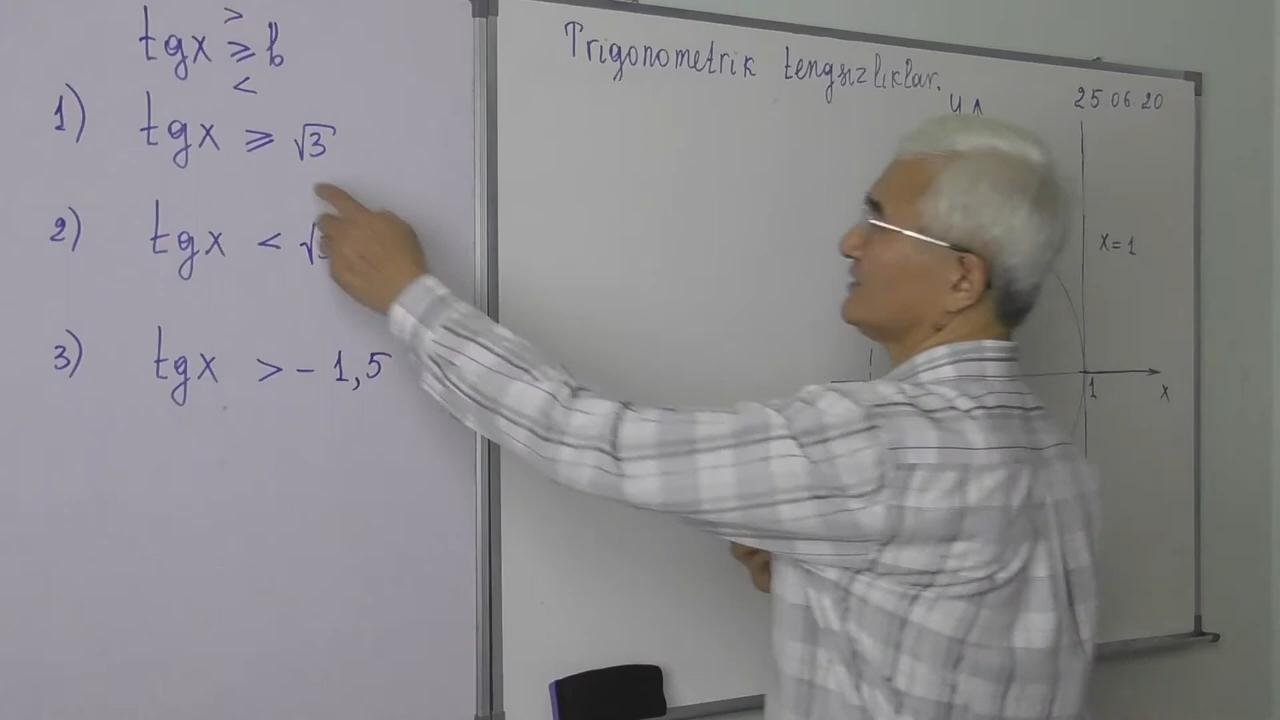 >
tgx ⩾ b
<
1) tgx ⩾ √3
2) tgx < √
3) tgx > - 1,5
Trigonometrik tengsizliklar.
25.06.20
y
x=1
1
x